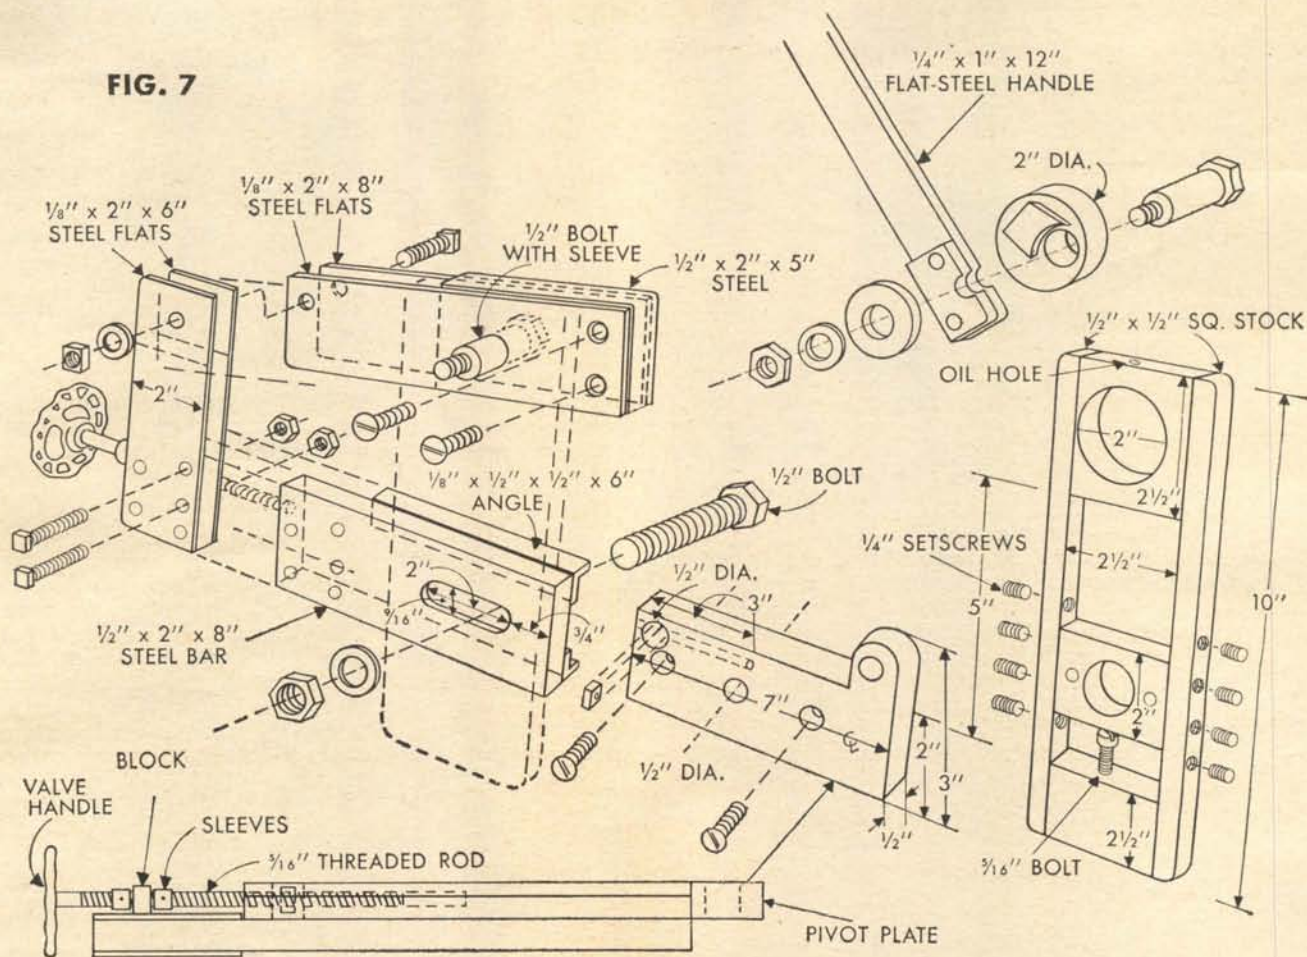 FIG. 7
1/4" x 1" x 12"
FLAT-STEEL HANDLE
2" DIA.
1/8" x 2" x 8"
STEEL FLATS
1/8" x 2" x 6"
STEEL FLATS
1/2" BOLT
WITH SLEEVE
1/2" x 2" x 5"
STEEL
1/2" x 1/2" SQ. STOCK
OIL HOLE
2"
2"
2 1/2"
1/8" x 1/2" x 1/2" x 6"
ANGLE
1/2" BOLT
1/4" SETSCREWS
2 1/2"
5"
10"
2"
9/16"
3/4"
1/2" DIA.
3"
1/2" x 2" x 8"
STEEL BAR
7"
2"
2"
3"
1/2" DIA.
1/2"
2 1/2"
5/16" BOLT
BLOCK
VALVE
HANDLE
SLEEVES
5/16" THREADED ROD
PIVOT PLATE